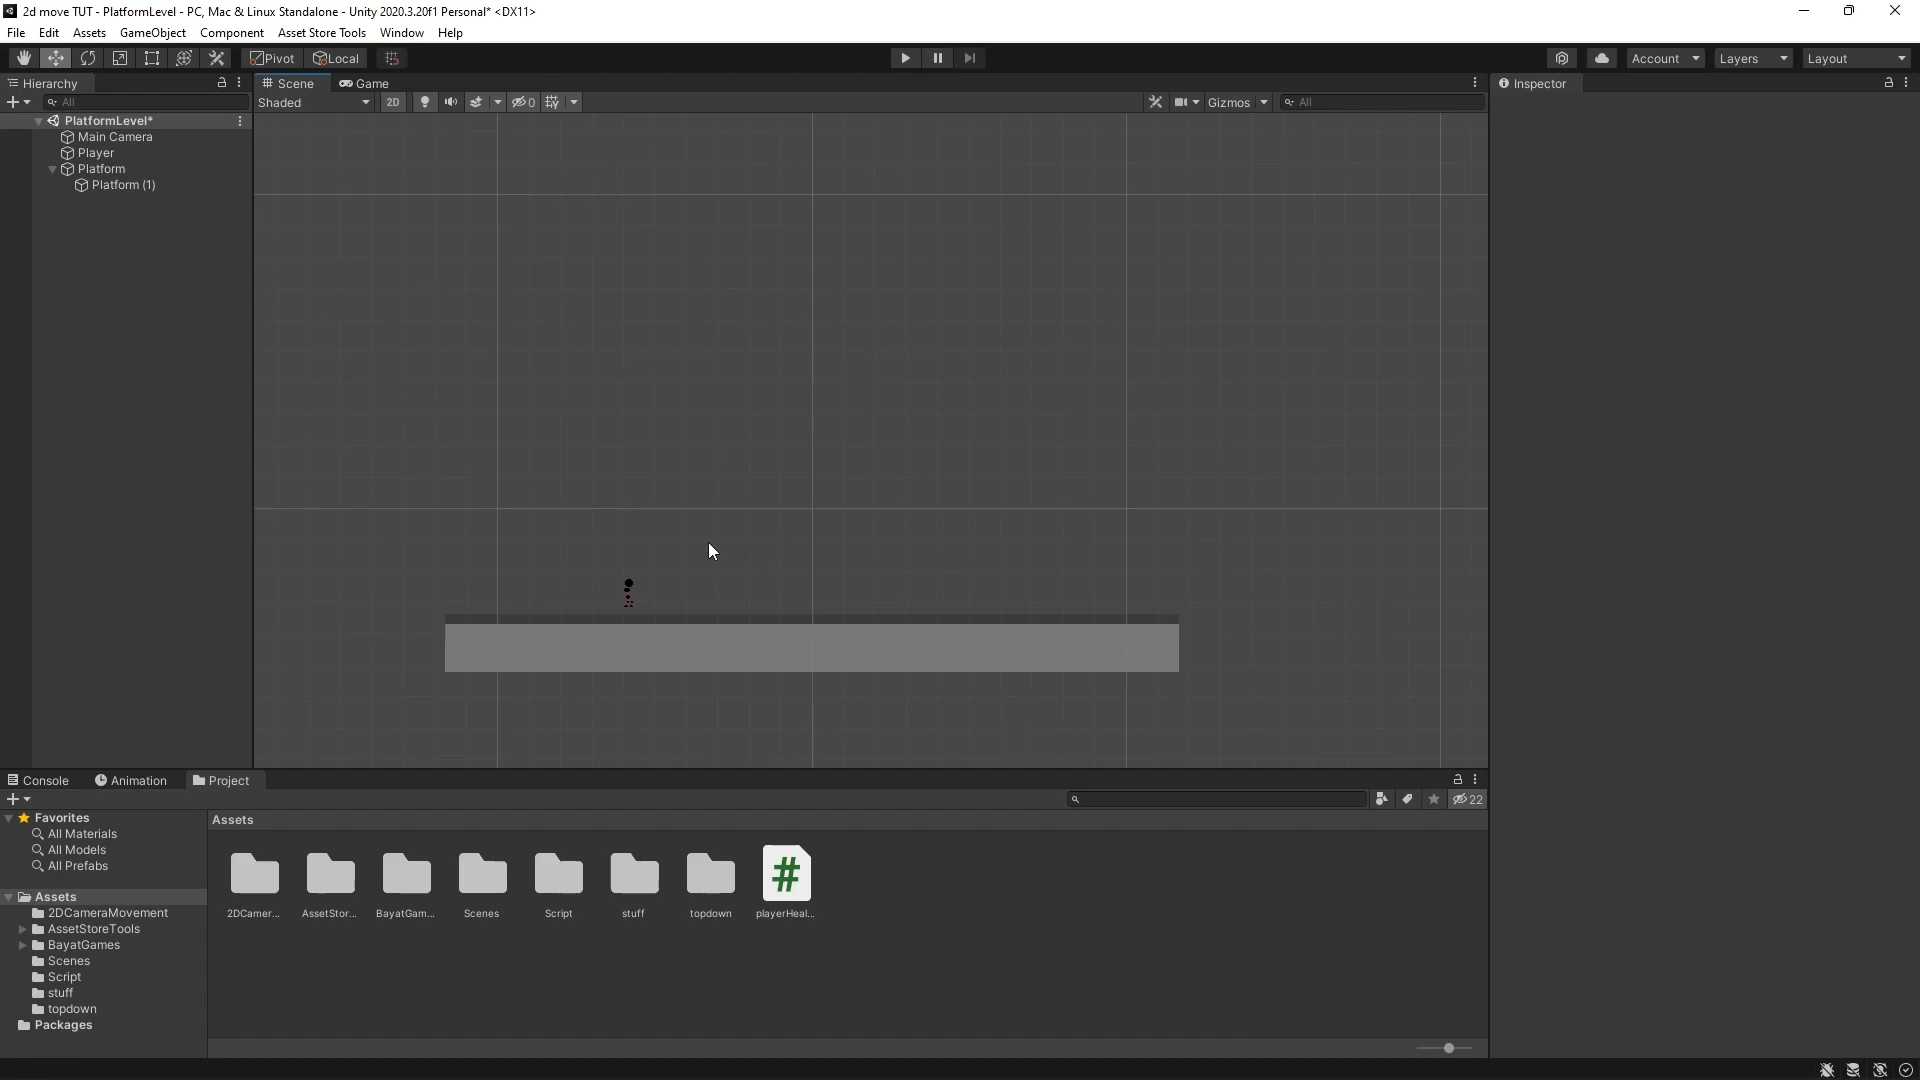 2d move TUT - PlatformLevel - PC, Mac & Linux Standalone - Unity 2020.3.20f1 Personal* <DX11>
File Edit Assets GameObject Component Asset Store Tools Window Help
Pivot Local Account Layers Layout
Hierarchy Scene Game Inspector
All Shaded 2D 0 Gizmos All
PlatformLevel*
Main Camera
Player
Platform
Platform (1)
Console Animation Project
22
Favorites Assets
All Materials
All Models
All Prefabs
Assets
2DCameraMovement
AssetStoreTools
BayatGames
Scenes
Script
stuff
topdown
Packages
2DCamer... AssetStor... BayatGam... Scenes Script stuff topdown playerHeal...